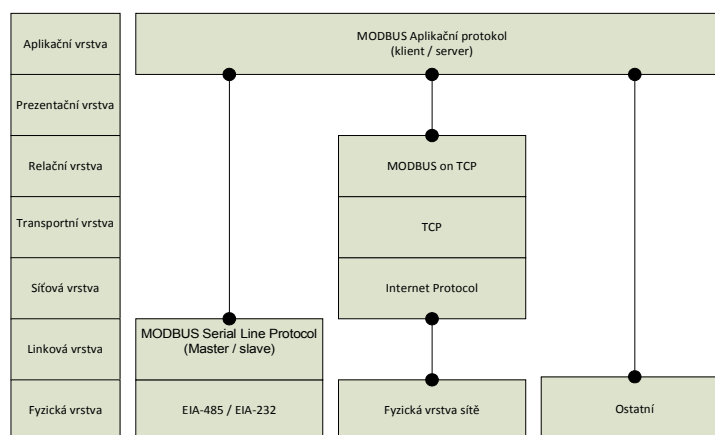 Aplikační vrstva
MODBUS Aplikační protokol
(klient / server)
Prezentační vrstva
Relační vrstva
MODBUS on TCP
Transportní vrstva
TCP
Síťová vrstva
Internet Protocol
Linková vrstva
MODBUS Serial Line Protocol
(Master / slave)
Fyzická vrstva
EIA-485 / EIA-232
Fyzická vrstva sítě
Ostatní